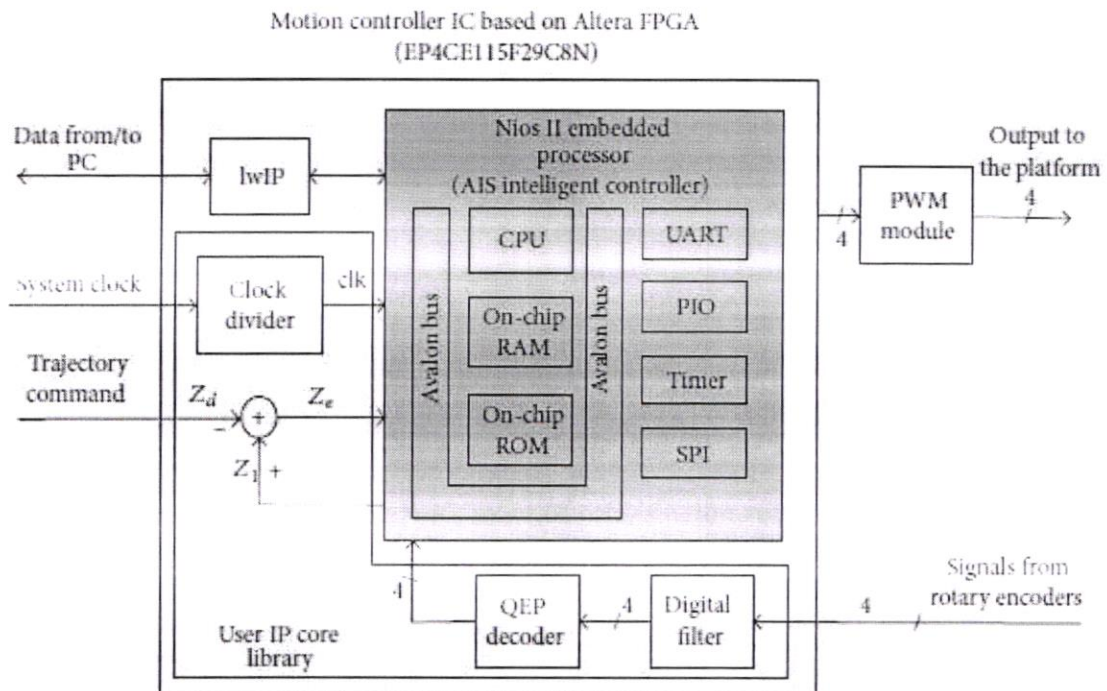 Motion controller IC based on Altera FPGA
(EP4CE115F29C8N)
Data from/to
PC
lwIP
Nios II embedded
processor
(AIS intelligent controller)
Output to
the platform
4
PWM
module
4
CPU
UART
System clock
Clock
divider
clk
Avalon bus
On-chip
RAM
Avalon bus
PIO
Trajectory
command
Zd
−
+
Ze
Z1 +
On-chip
ROM
Timer
SPI
4
QEP
decoder
4
Digital
filter
4
Signals from
rotary encoders
User IP core
library